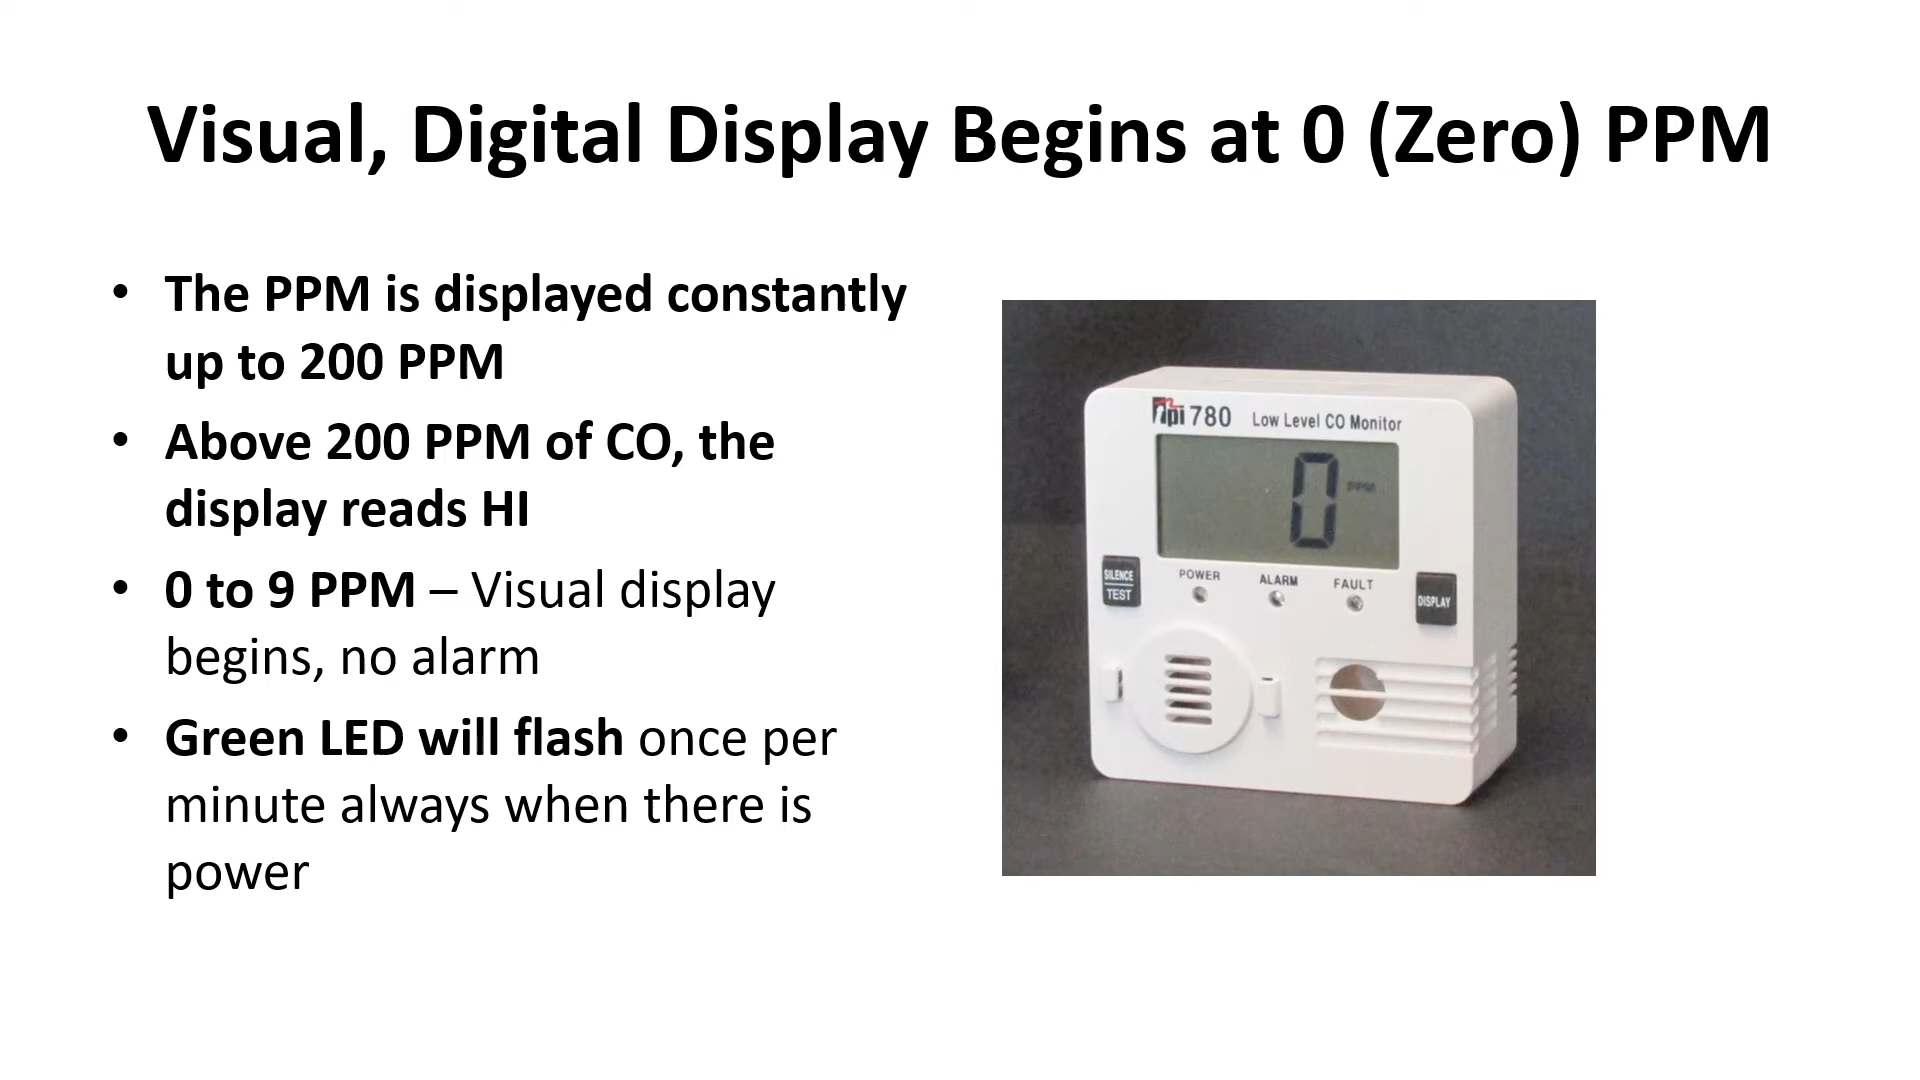 Visual, Digital Display Begins at 0 (Zero) PPM
• The PPM is displayed constantly
up to 200 PPM
• Above 200 PPM of CO, the
display reads HI
• 0 to 9 PPM – Visual display
begins, no alarm
• Green LED will flash once per
minute always when there is
power
tpi 780 Low Level CO Monitor
0 PPM
SILENCE
TEST
POWER ALARM FAULT
DISPLAY